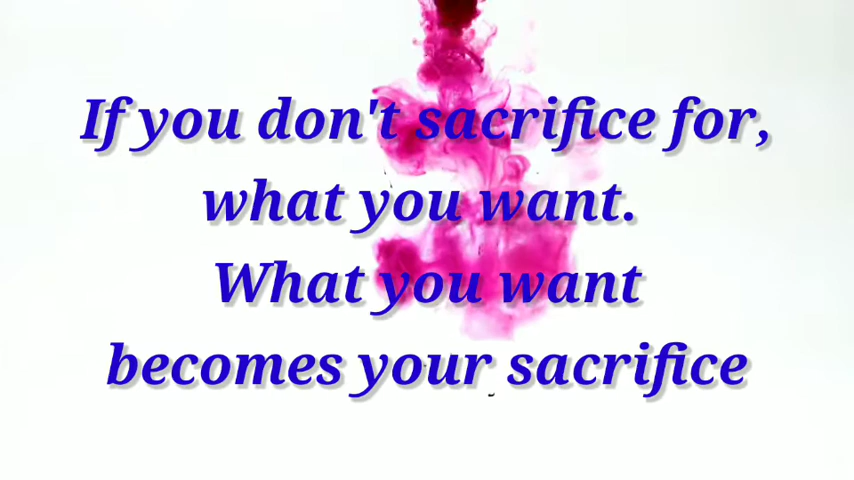 If you don't sacrifice for,
what you want.
What you want
becomes your sacrifice